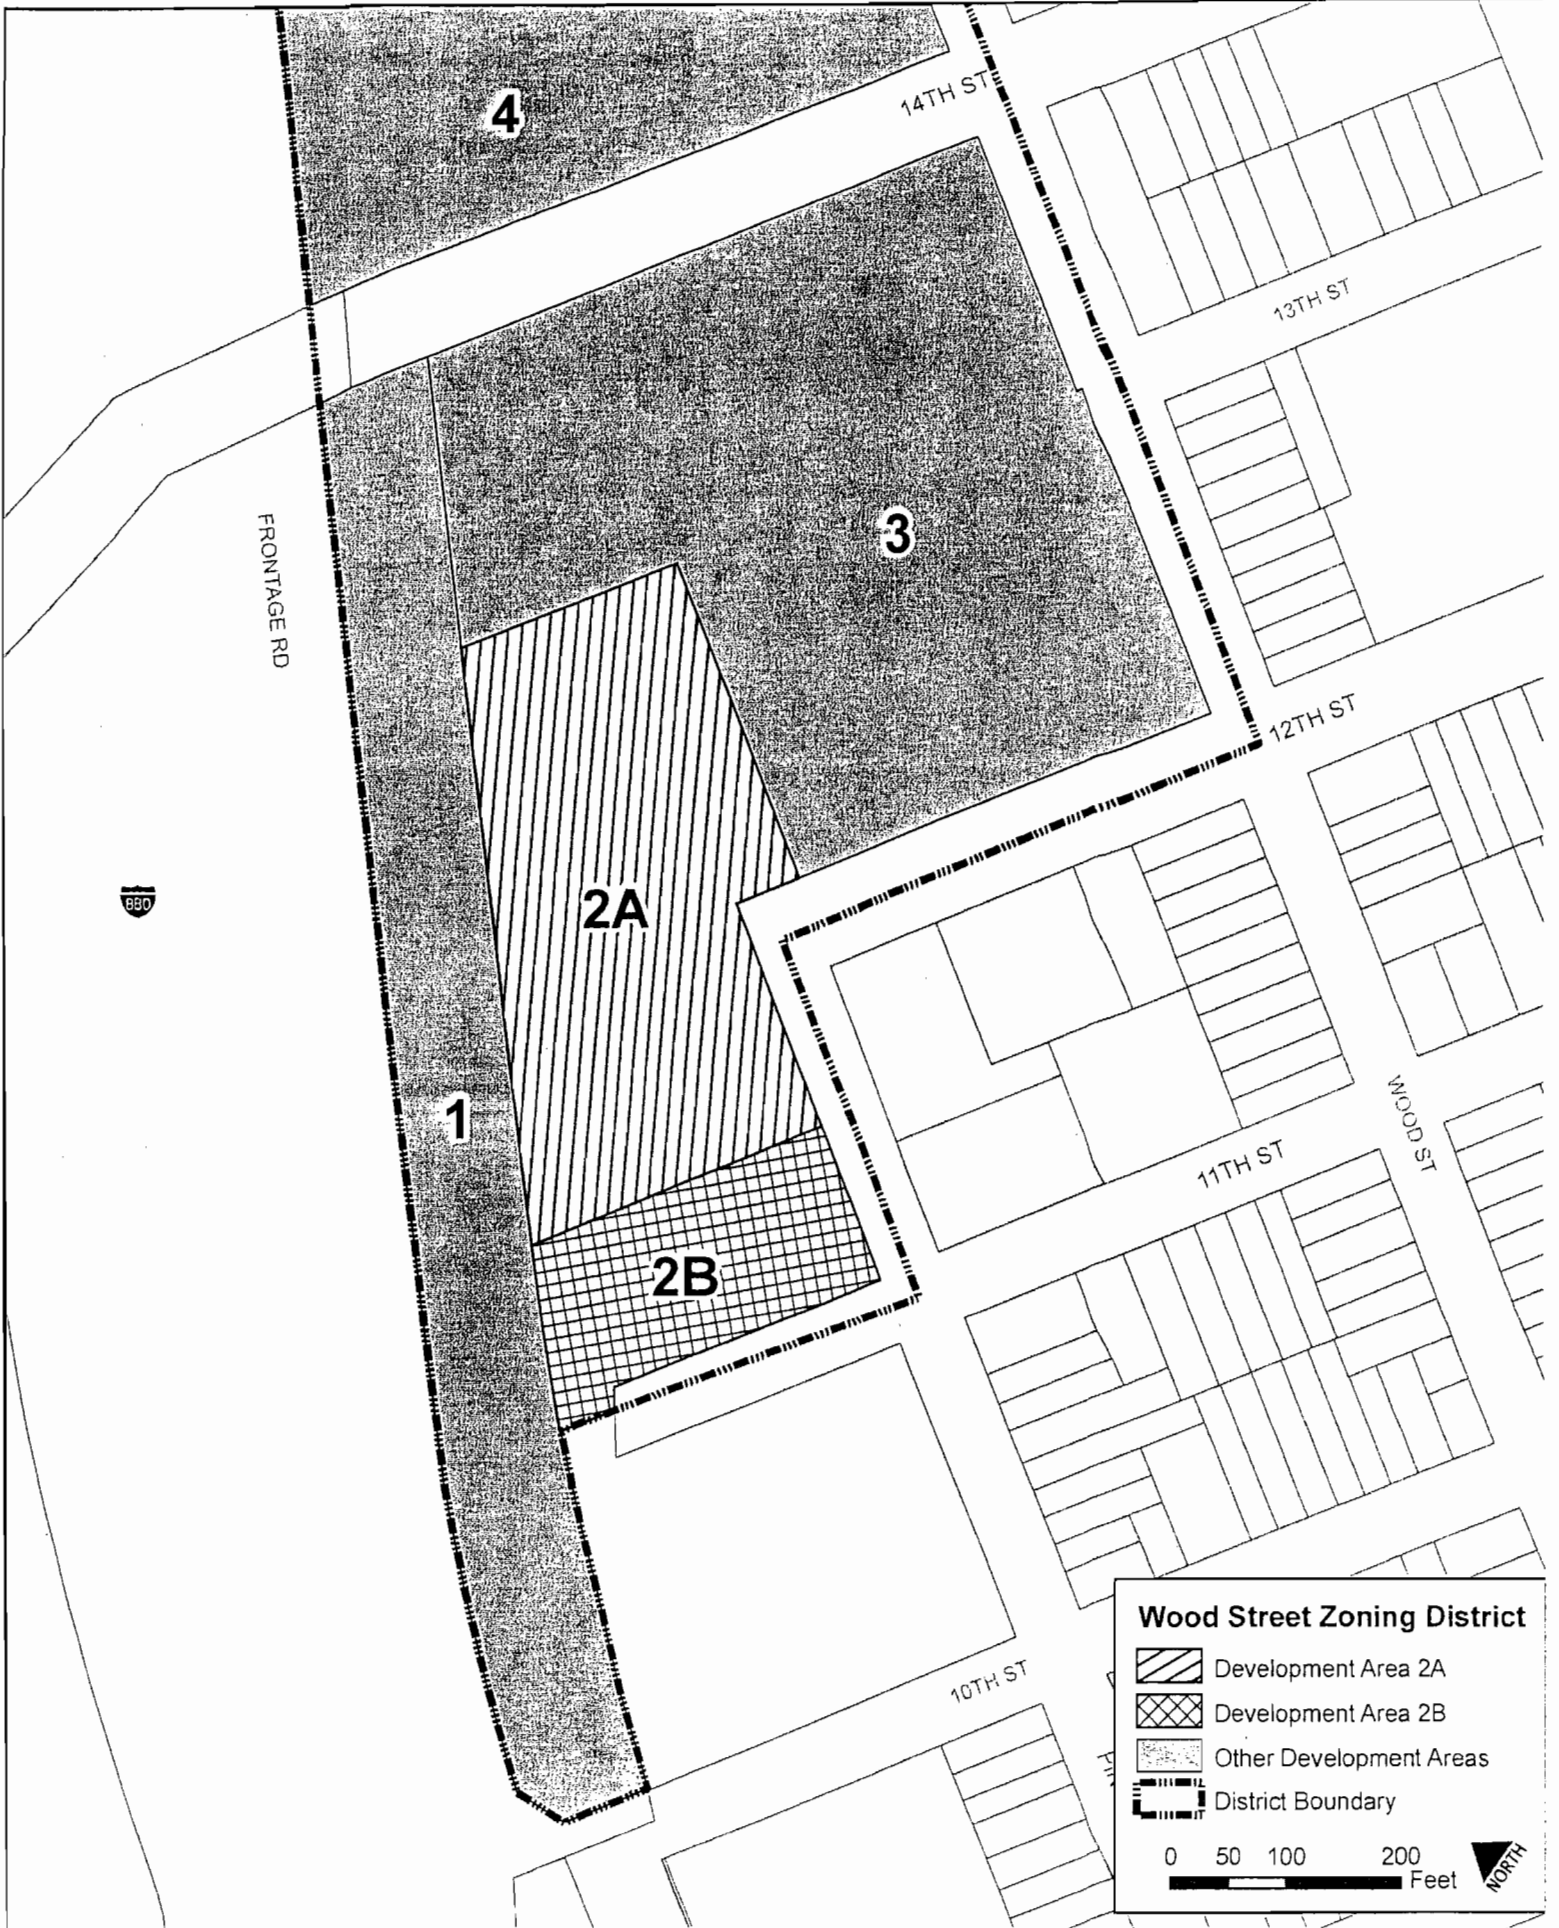 4
14TH ST
13TH ST
3
FRONTAGE RD
12TH ST
880
2A
1
WOOD ST
11TH ST
2B
10TH ST
Wood Street Zoning District
Development Area 2A
Development Area 2B
Other Development Areas
District Boundary
0 50 100 200
Feet
NORTH